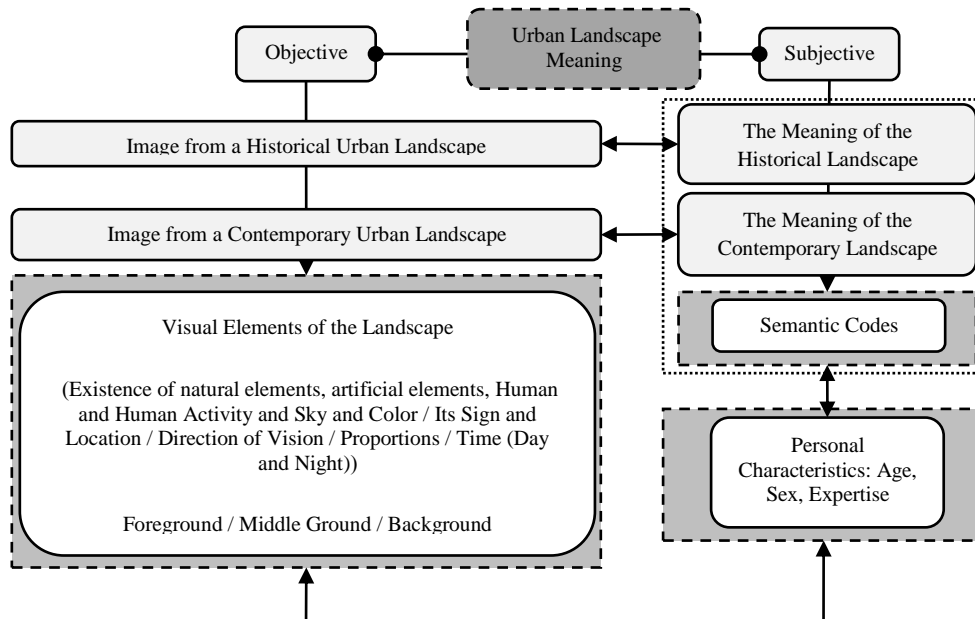 Objective
Urban Landscape
Meaning
Subjective
Image from a Historical Urban Landscape
The Meaning of the
Historical Landscape
Image from a Contemporary Urban Landscape
The Meaning of the
Contemporary Landscape
Visual Elements of the Landscape
(Existence of natural elements, artificial elements, Human
and Human Activity and Sky and Color / Its Sign and
Location / Direction of Vision / Proportions / Time (Day
and Night))
Foreground / Middle Ground / Background
Semantic Codes
Personal
Characteristics: Age,
Sex, Expertise